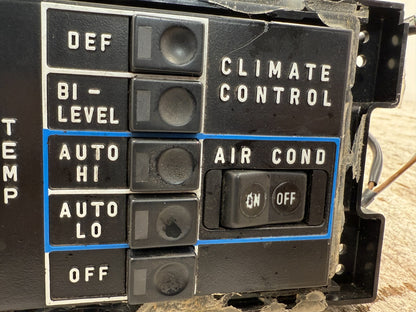 TEMP
DEF
BI-
LEVEL
AUTO
HI
AUTO
LO
OFF
CLIMATE
CONTROL
AIR COND
ON OFF